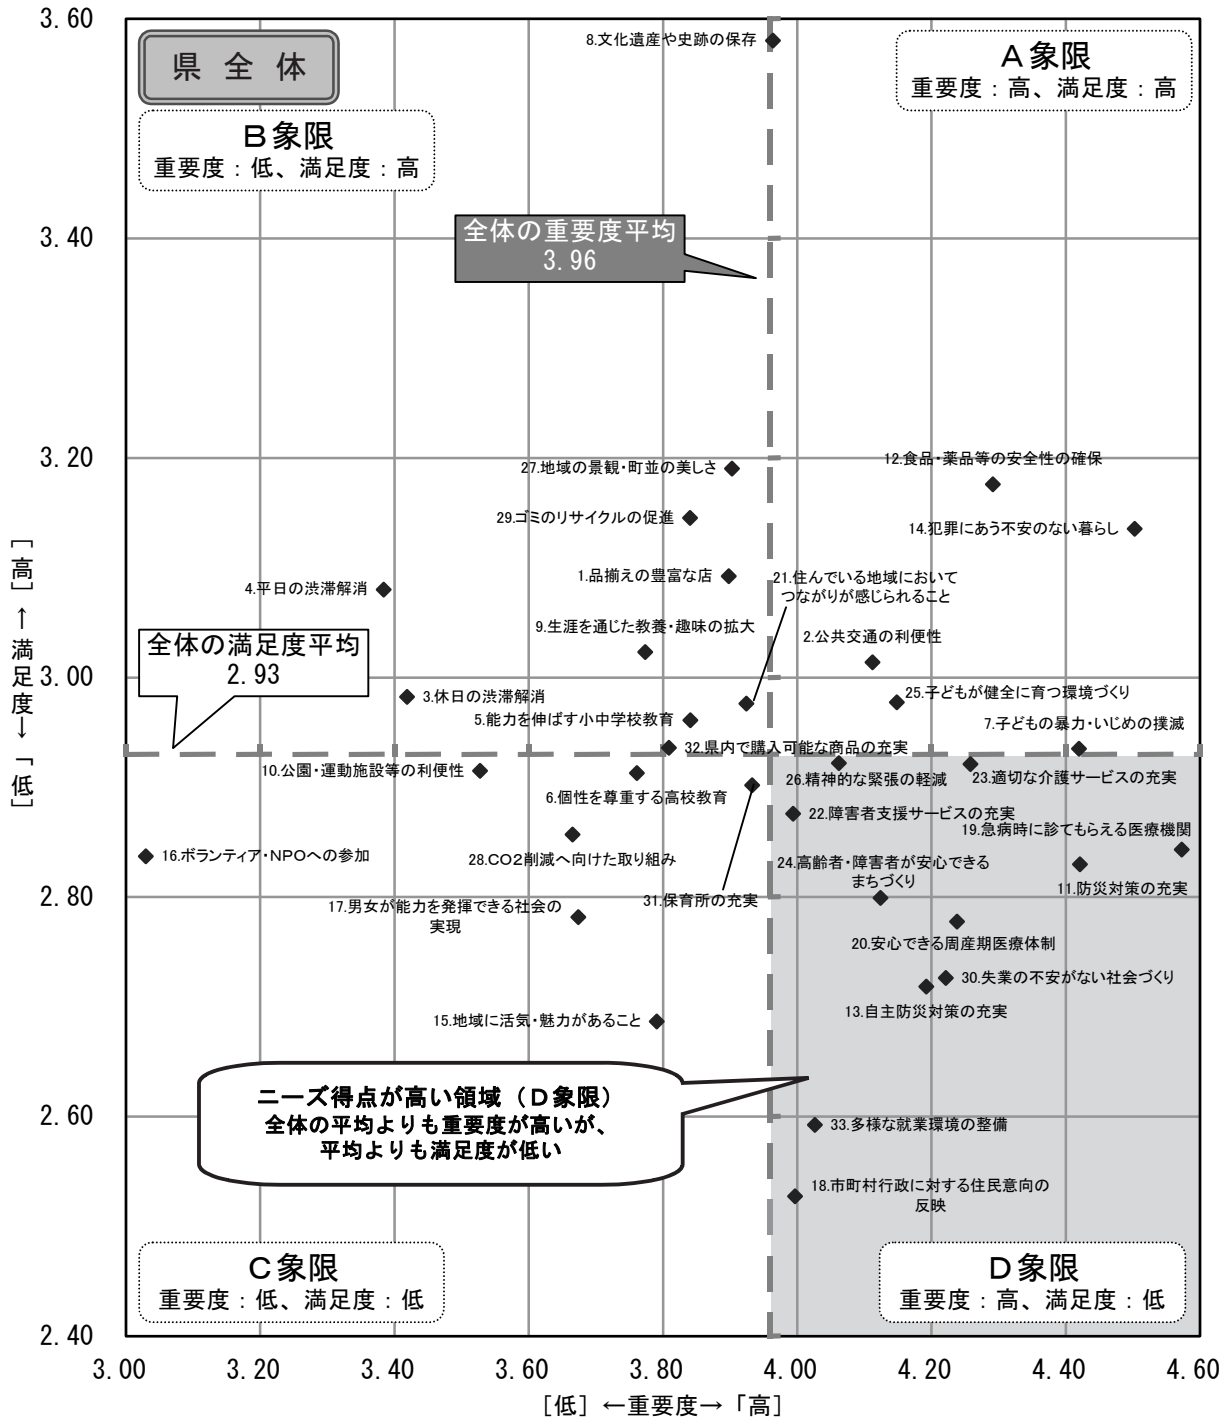 3.60
8.文化遺産や史跡の保存
県 全 体
A象限
重要度：高、満足度：高
B象限
重要度：低、満足度：高
全体の重要度平均
3.96
3.40
3.20
27.地域の景観・町並の美しさ
12.食品・薬品等の安全性の確保
29.ゴミのリサイクルの促進
14.犯罪にあう不安のない暮らし
4.平日の渋滞解消
1.品揃えの豊富な店
21.住んでいる地域において
つながりが感じられること
9.生涯を通じた教養・趣味の拡大
2.公共交通の利便性
全体の満足度平均
2.93
［高］←満足度→「低］
3.00
3.休日の渋滞解消
25.子どもが健全に育つ環境づくり
5.能力を伸ばす小中学校教育
7.子どもの暴力・いじめの撲滅
32.県内で購入可能な商品の充実
10.公園・運動施設等の利便性
26.精神的な緊張の軽減
23.適切な介護サービスの充実
6.個性を尊重する高校教育
22.障害者支援サービスの充実
19.急病時に診てもらえる医療機関
16.ボランティア・NPOへの参加
28.CO2削減へ向けた取り組み
24.高齢者・障害者が安心できる
まちづくり
11.防災対策の充実
2.80
31.保育所の充実
17.男女が能力を発揮できる社会の
実現
20.安心できる周産期医療体制
30.失業の不安がない社会づくり
13.自主防災対策の充実
15.地域に活気・魅力があること
ニーズ得点が高い領域（D象限）
全体の平均よりも重要度が高いが、
平均よりも満足度が低い
2.60
33.多様な就業環境の整備
18.市町村行政に対する住民意向の
反映
C象限
重要度：低、満足度：低
D象限
重要度：高、満足度：低
2.40
3.00 3.20 3.40 3.60 3.80 4.00 4.20 4.40 4.60
［低］←重要度→「高］